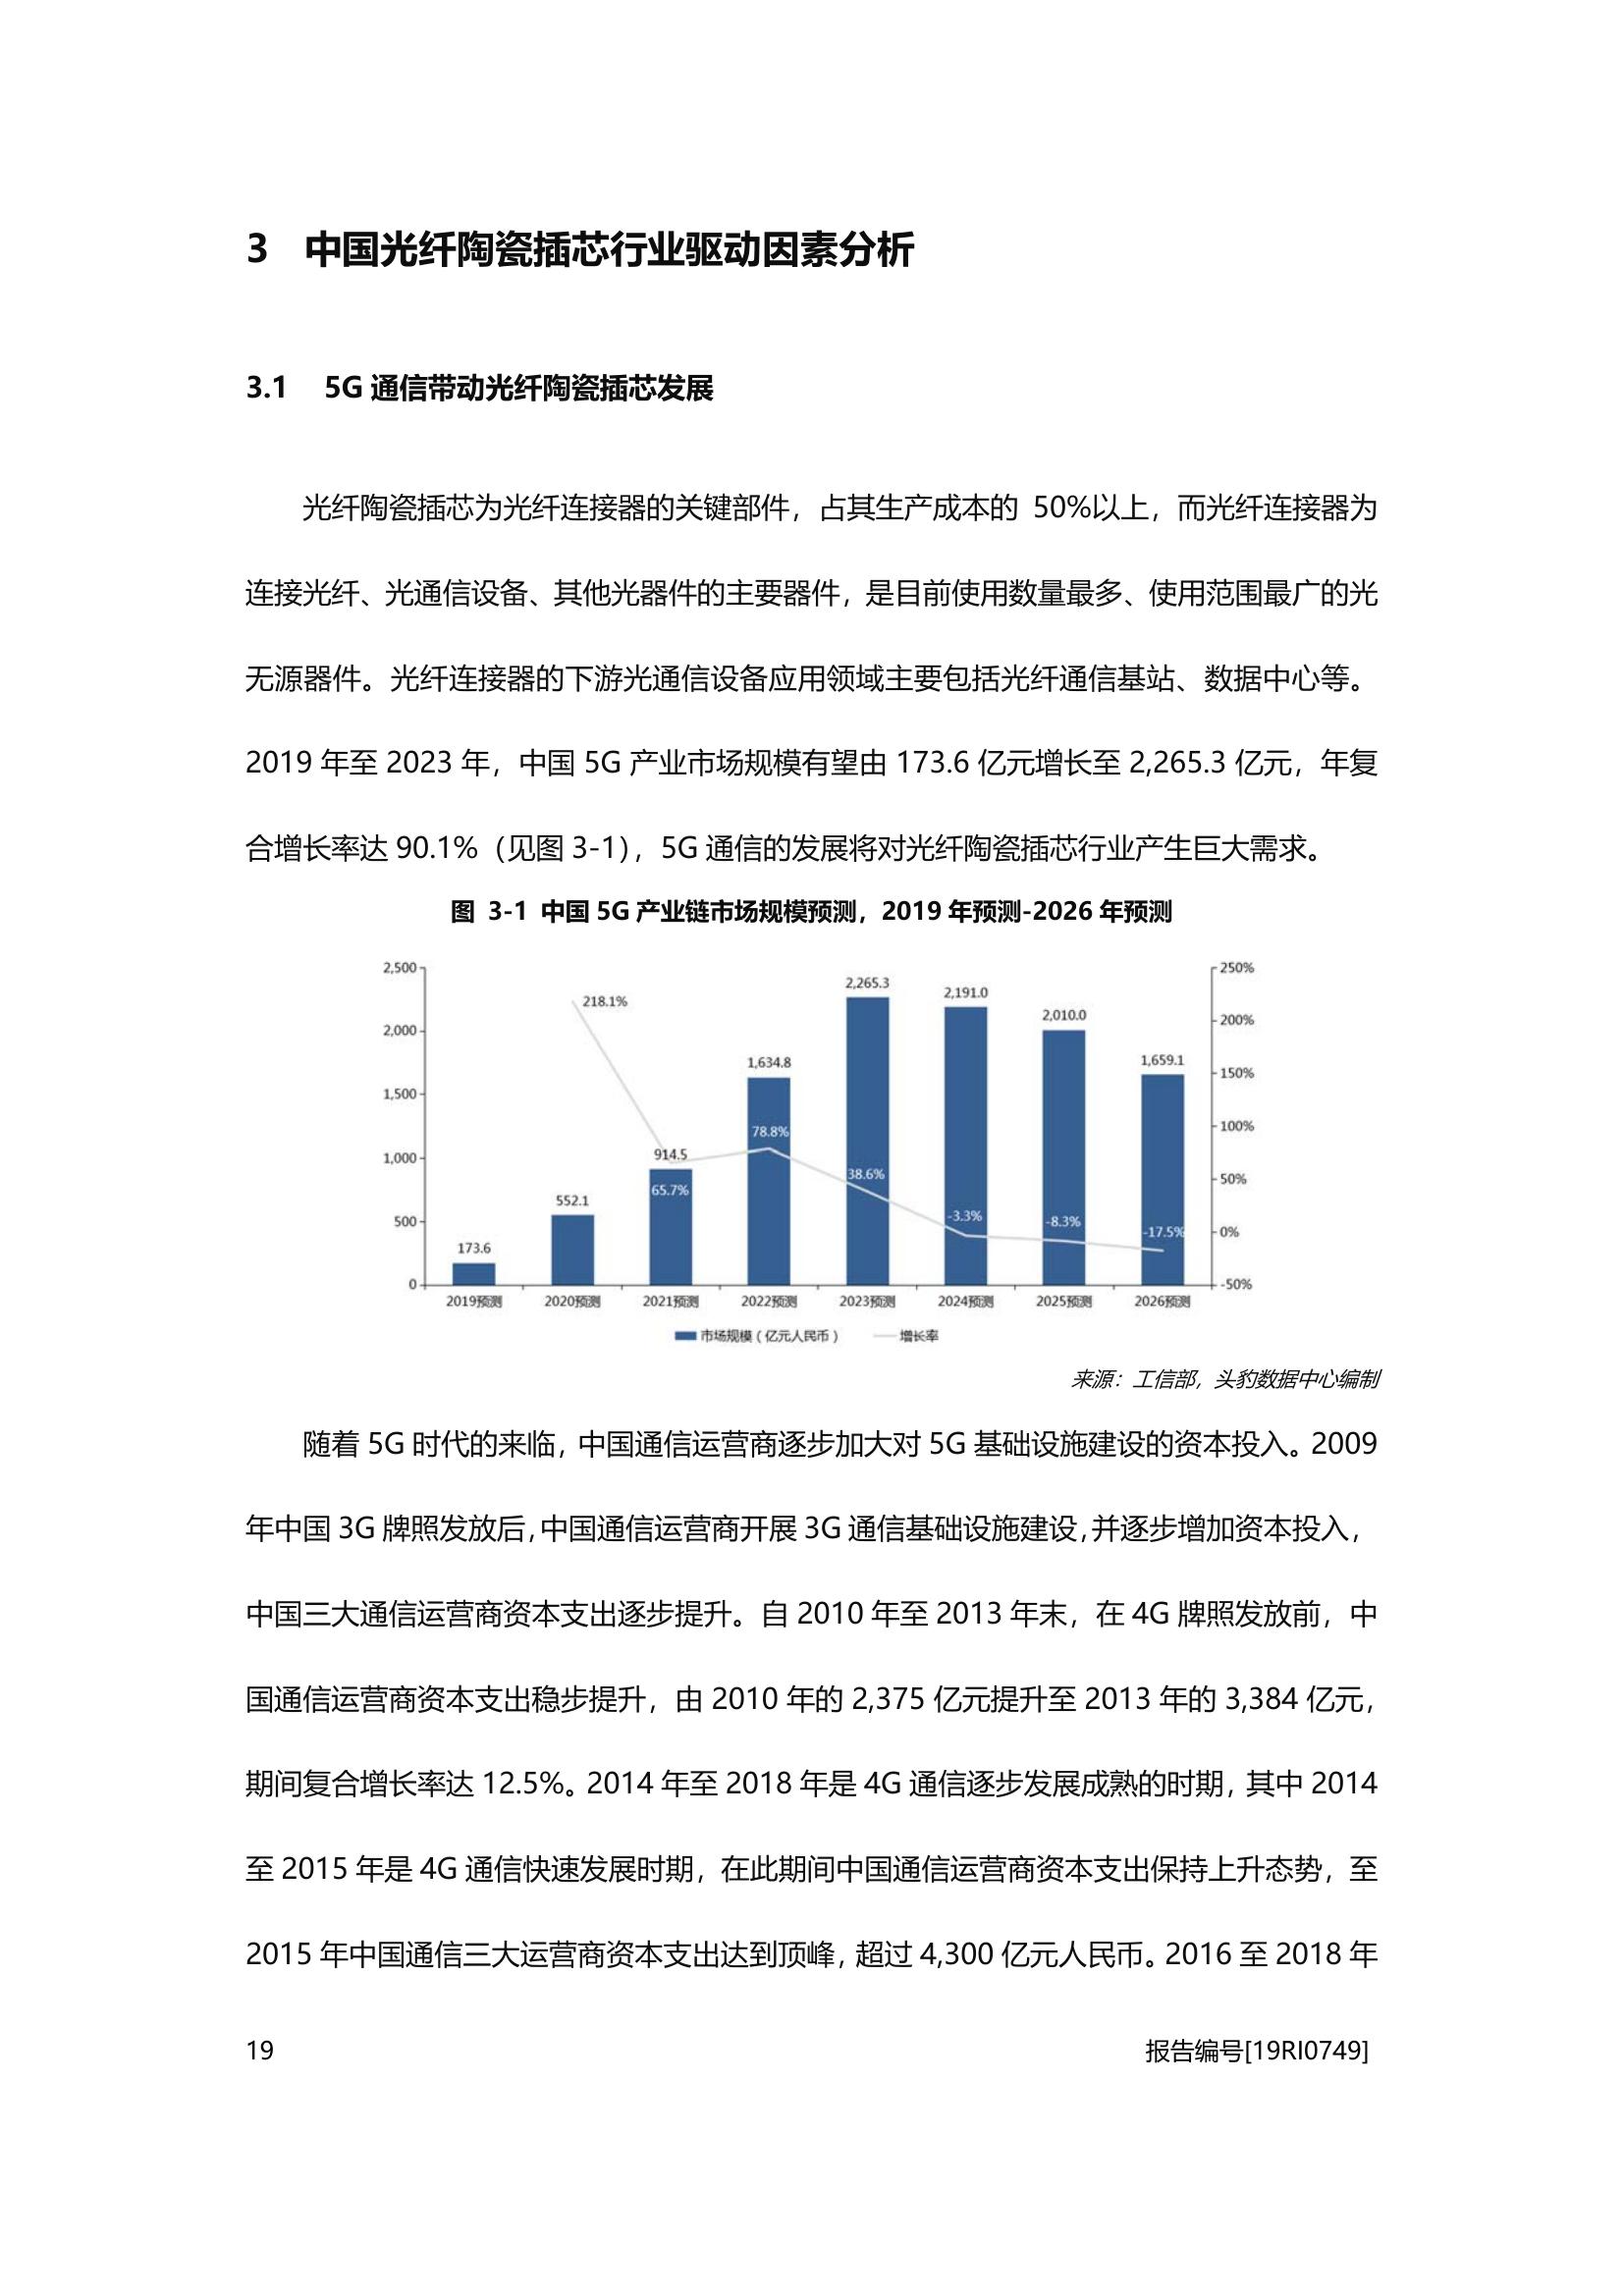 3 中国光纤陶瓷插芯行业驱动因素分析
3.1 5G 通信带动光纤陶瓷插芯发展
光纤陶瓷插芯为光纤连接器的关键部件，占其生产成本的 50%以上，而光纤连接器为
连接光纤、光通信设备、其他光器件的主要器件，是目前使用数量最多、使用范围最广的光
无源器件。光纤连接器的下游光通信设备应用领域主要包括光纤通信基站、数据中心等。
2019 年至 2023 年，中国 5G 产业市场规模有望由 173.6 亿元增长至 2,265.3 亿元，年复
合增长率达 90.1%（见图 3-1），5G 通信的发展将对光纤陶瓷插芯行业产生巨大需求。
图 3-1 中国 5G 产业链市场规模预测，2019 年预测-2026 年预测
2,500
2,000
1,500
1,000
500
0
250%
200%
150%
100%
50%
0%
-50%
173.6
552.1
914.5
1,634.8
2,265.3
2,191.0
2,010.0
1,659.1
218.1%
65.7%
78.8%
38.6%
-3.3%
-8.3%
-17.5%
2019预测 2020预测 2021预测 2022预测 2023预测 2024预测 2025预测 2026预测
市场规模（亿元人民币） 增长率
来源：工信部，头豹数据中心编制
随着 5G 时代的来临，中国通信运营商逐步加大对 5G 基础设施建设的资本投入。2009
年中国 3G 牌照发放后，中国通信运营商开展 3G 通信基础设施建设，并逐步增加资本投入，
中国三大通信运营商资本支出逐步提升。自 2010 年至 2013 年末，在 4G 牌照发放前，中
国通信运营商资本支出稳步提升，由 2010 年的 2,375 亿元提升至 2013 年的 3,384 亿元，
期间复合增长率达 12.5%。2014 年至 2018 年是 4G 通信逐步发展成熟的时期，其中 2014
至 2015 年是 4G 通信快速发展时期，在此期间中国通信运营商资本支出保持上升态势，至
2015 年中国通信三大运营商资本支出达到顶峰，超过 4,300 亿元人民币。2016 至 2018 年
19
报告编号[19RI0749]